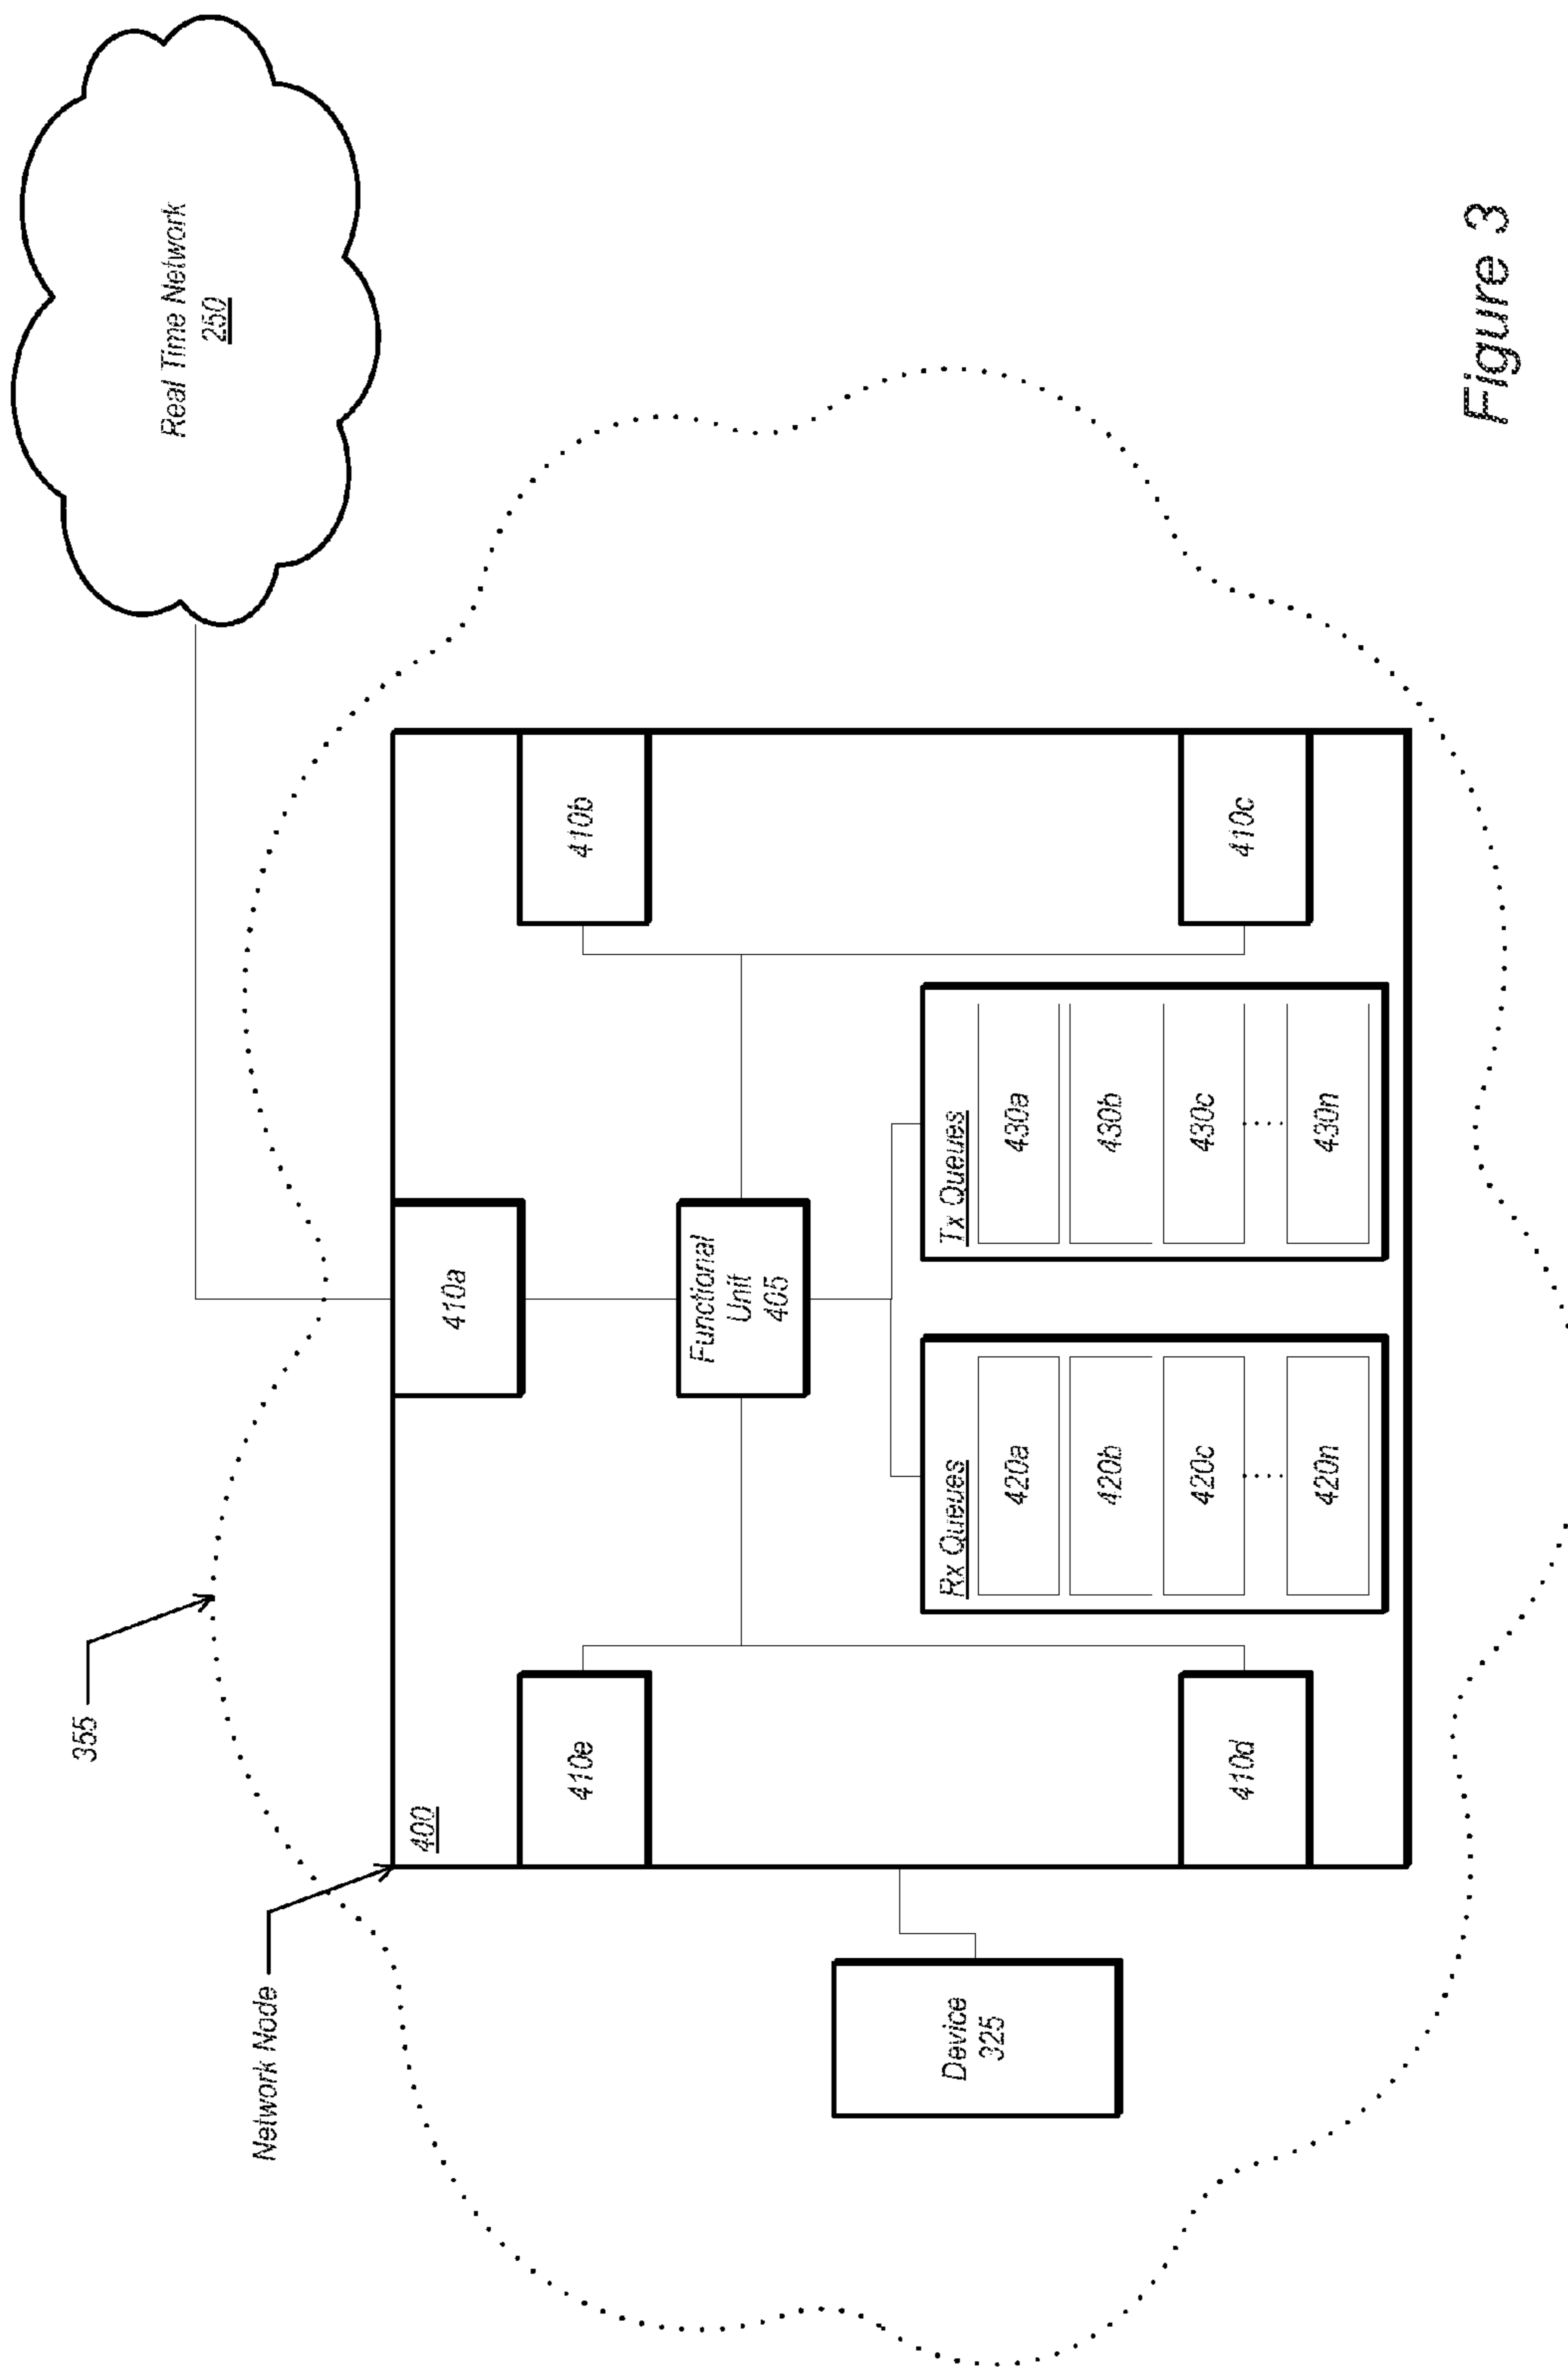 Real Time Network
250
355
Network Node
400
410a
410e
410b
Functional
Unit
405
Device
325
Rx Queues
420a
420b
420c
.....
420n
Tx Queues
430a
430b
430c
.....
430n
410d
410c
Figure 3